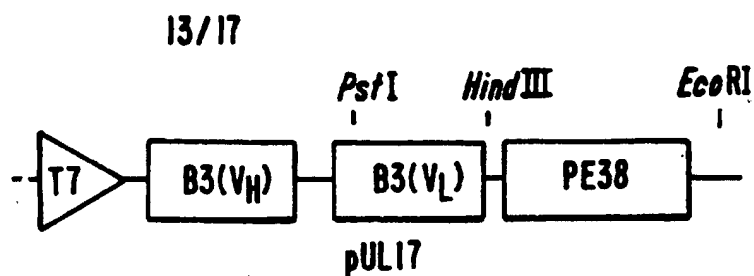 13/17
PstI HindIII EcoRI
T7 B3(VH) B3(VL) PE38
pUL17